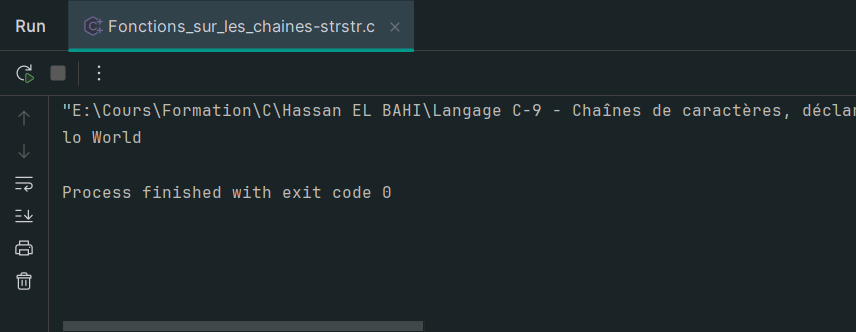 Run
Fonctions_sur_les_chaines-strstr.c
"E:\Cours\Formation\C\Hassan EL BAHI\Langage C-9 - Chaînes de caractères, déclar
lo World
Process finished with exit code 0